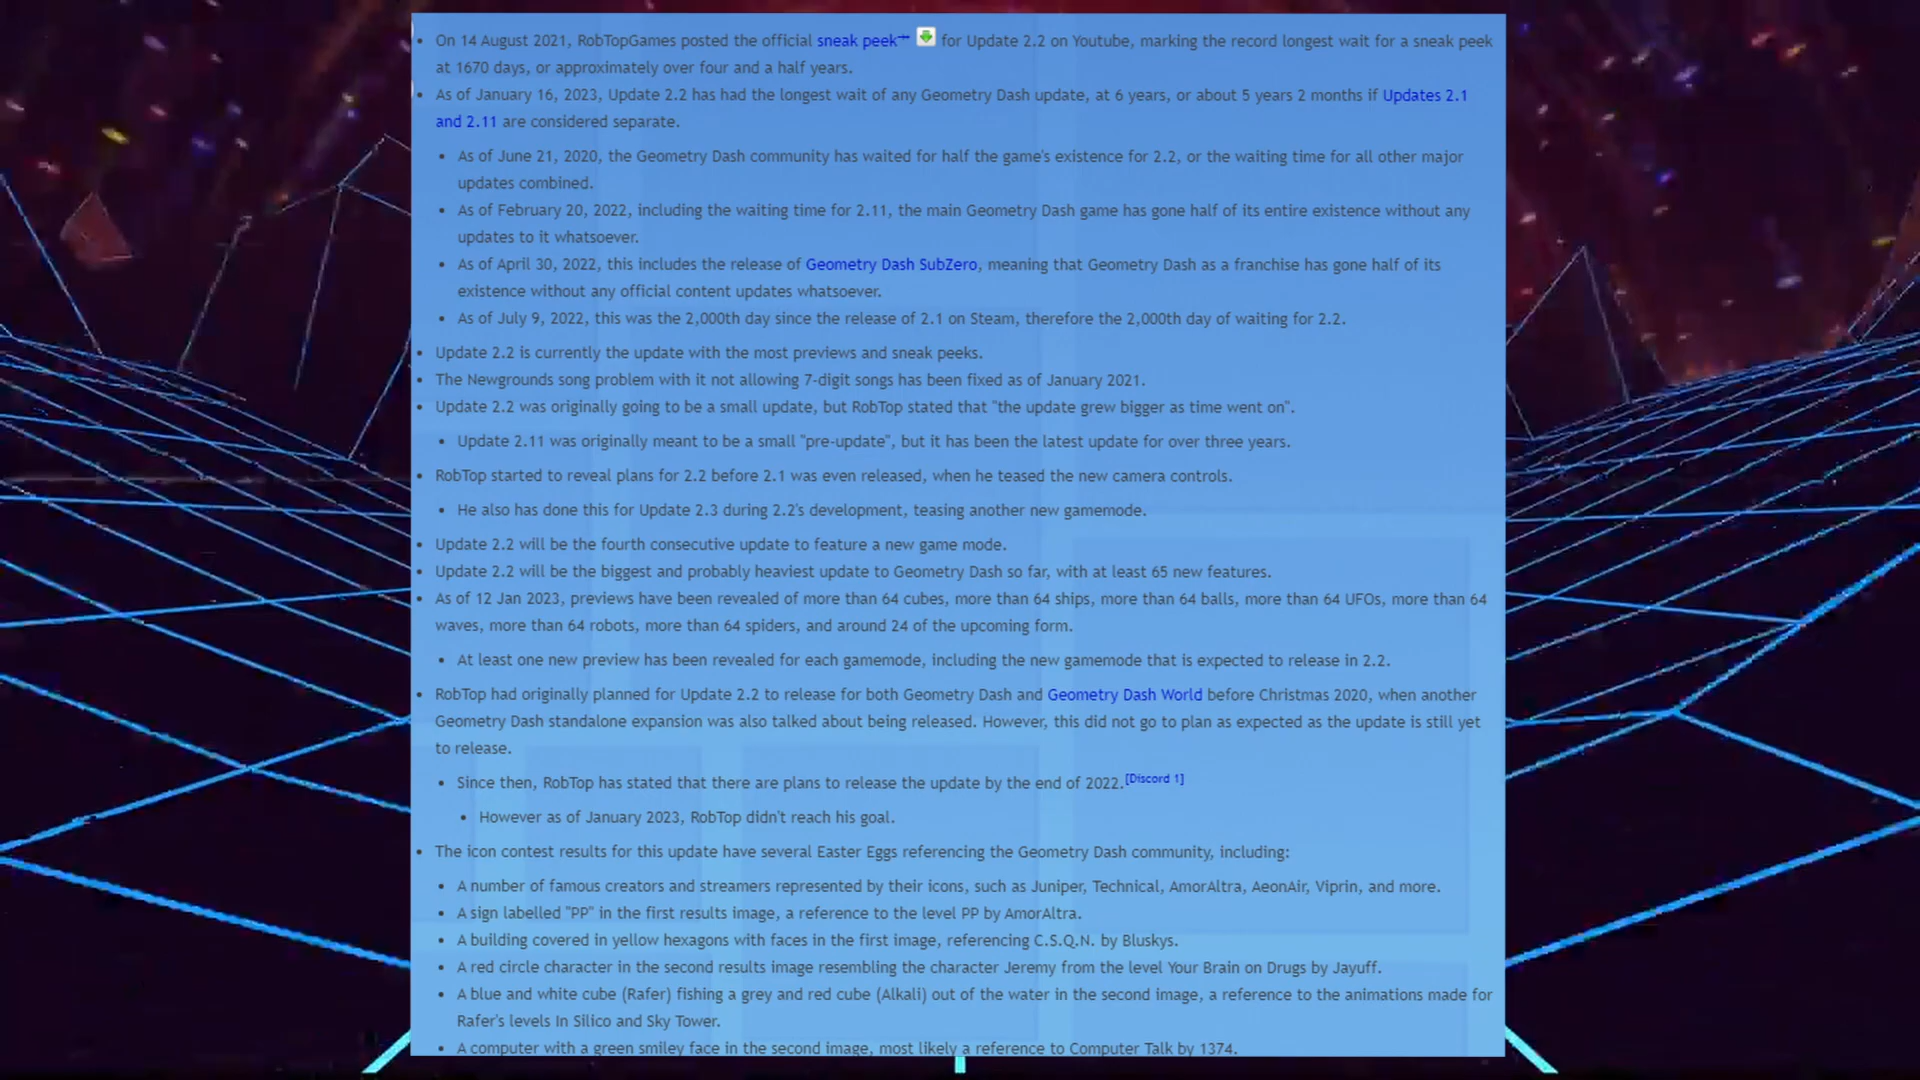 On 14 August 2021, RobTopGames posted the official sneak peek for Update 2.2 on Youtube, marking the record longest wait for a sneak peek
at 1670 days, or approximately over four and a half years.
As of January 16, 2023, Update 2.2 has had the longest wait of any Geometry Dash update, at 6 years, or about 5 years 2 months if Updates 2.1
and 2.11 are considered separate.
As of June 21, 2020, the Geometry Dash community has waited for half the game's existence for 2.2, or the waiting time for all other major
updates combined.
As of February 20, 2022, including the waiting time for 2.11, the main Geometry Dash game has gone half of its entire existence without any
updates to it whatsoever.
As of April 30, 2022, this includes the release of Geometry Dash SubZero, meaning that Geometry Dash as a franchise has gone half of its
existence without any official content updates whatsoever.
As of July 9, 2022, this was the 2,000th day since the release of 2.1 on Steam, therefore the 2,000th day of waiting for 2.2.
Update 2.2 is currently the update with the most previews and sneak peeks.
The Newgrounds song problem with it not allowing 7-digit songs has been fixed as of January 2021.
Update 2.2 was originally going to be a small update, but RobTop stated that "the update grew bigger as time went on".
Update 2.11 was originally meant to be a small "pre-update", but it has been the latest update for over three years.
RobTop started to reveal plans for 2.2 before 2.1 was even released, when he teased the new camera controls.
He also has done this for Update 2.3 during 2.2's development, teasing another new gamemode.
Update 2.2 will be the fourth consecutive update to feature a new game mode.
Update 2.2 will be the biggest and probably heaviest update to Geometry Dash so far, with at least 65 new features.
As of 12 Jan 2023, previews have been revealed of more than 64 cubes, more than 64 ships, more than 64 balls, more than 64 UFOs, more than 64
waves, more than 64 robots, more than 64 spiders, and around 24 of the upcoming form.
At least one new preview has been revealed for each gamemode, including the new gamemode that is expected to release in 2.2.
RobTop had originally planned for Update 2.2 to release for both Geometry Dash and Geometry Dash World before Christmas 2020, when another
Geometry Dash standalone expansion was also talked about being released. However, this did not go to plan as expected as the update is still yet
to release.
Since then, RobTop has stated that there are plans to release the update by the end of 2022.[Discord 1]
However as of January 2023, RobTop didn't reach his goal.
The icon contest results for this update have several Easter Eggs referencing the Geometry Dash community, including:
A number of famous creators and streamers represented by their icons, such as Juniper, Technical, AmorAltra, AeonAir, Viprin, and more.
A sign labelled "PP" in the first results image, a reference to the level PP by AmorAltra.
A building covered in yellow hexagons with faces in the first image, referencing C.S.Q.N. by Bluskys.
A red circle character in the second results image resembling the character Jeremy from the level Your Brain on Drugs by Jayuff.
A blue and white cube (Rafer) fishing a grey and red cube (Alkali) out of the water in the second image, a reference to the animations made for
Rafer's levels In Silico and Sky Tower.
A computer with a green smiley face in the second image, most likely a reference to Computer Talk by 1374.